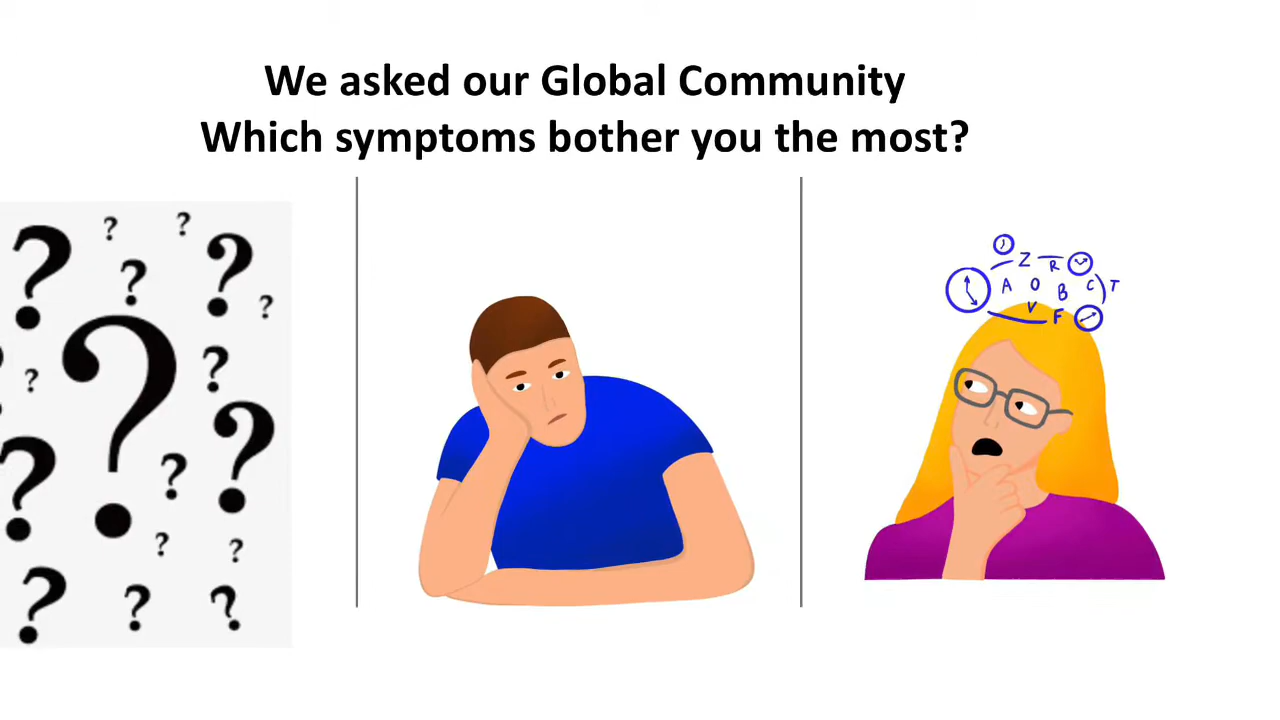 We asked our Global Community
Which symptoms bother you the most?
? ? ? ? ? ? ? ? ? ? ? ? ? ? ? ? ? ?
Z R
A O B C T
V F